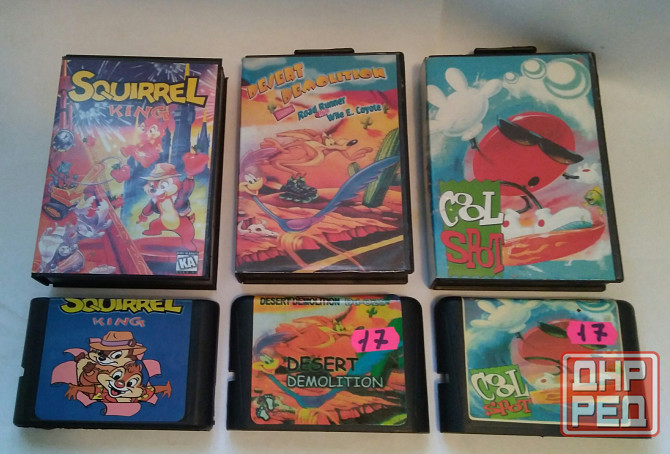 SQUIRREL
KING
KA
DESERT
DEMOLITION
Road Runner
Wile E. Coyote
COOL
SPOT
SQUIRREL
KING
DESERT DEMOLITION
17
DESERT
DEMOLITION
17
COOL
SPOT
ДНР
РЕД